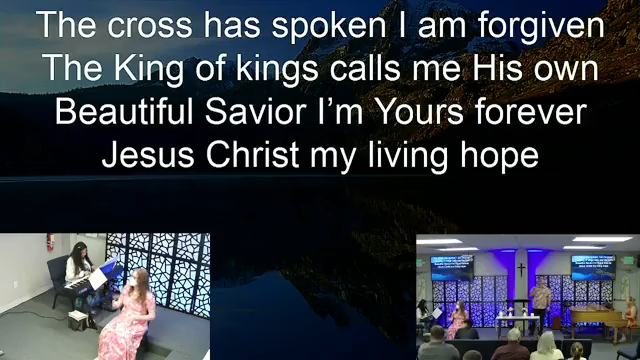 The cross has spoken I am forgiven
The King of kings calls me His own
Beautiful Savior I'm Yours forever
Jesus Christ my living hope